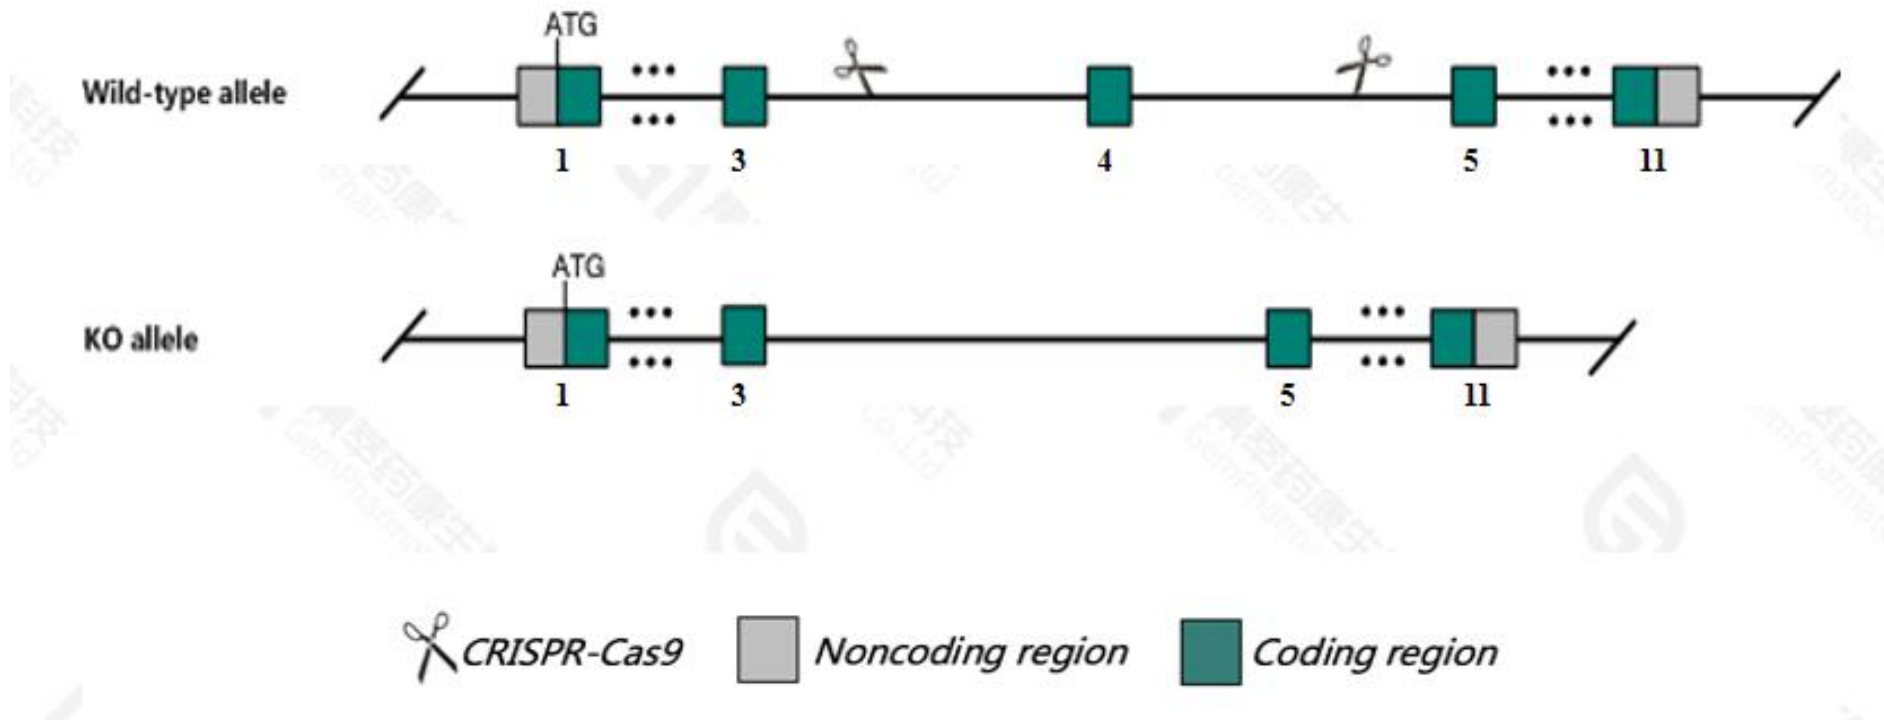 ATG
Wild-type allele
1 3 4 5 11
ATG
KO allele
1 3 5 11
CRISPR-Cas9 Noncoding region Coding region